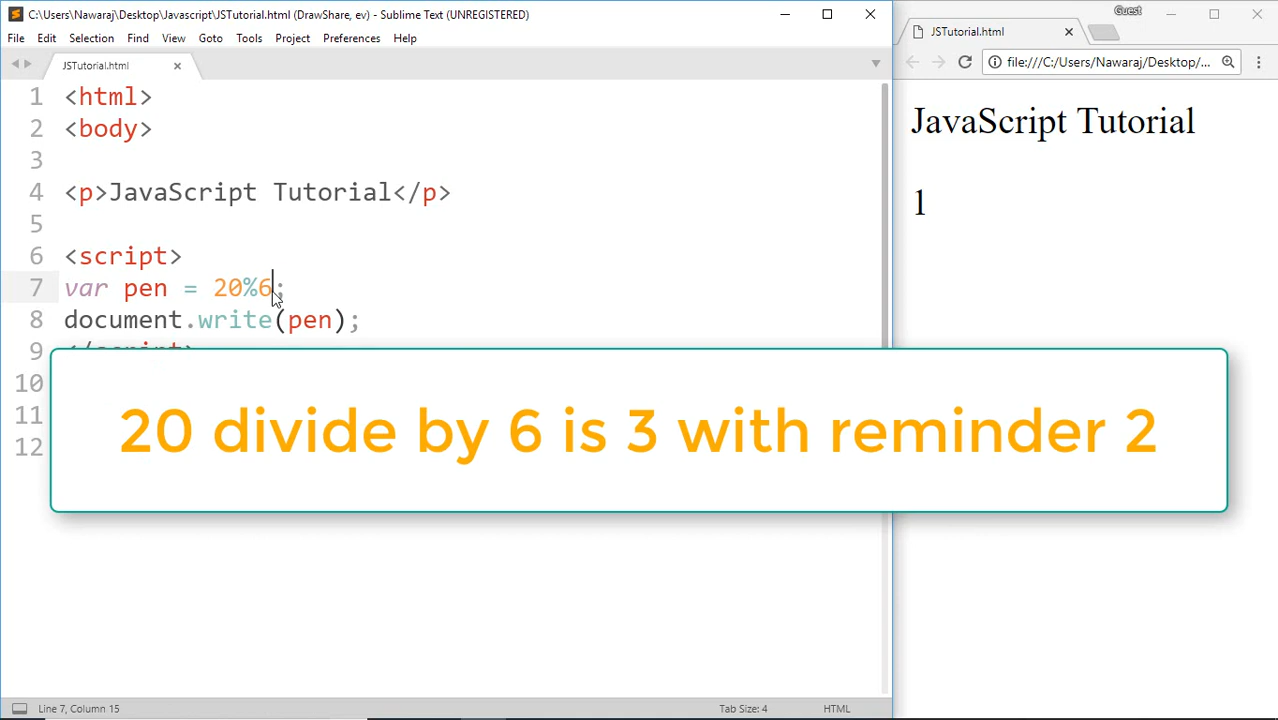 C:\Users\Nawaraj\Desktop\Javascript\JSTutorial.html (DrawShare, ev) - Sublime Text (UNREGISTERED)
File Edit Selection Find View Goto Tools Project Preferences Help
JSTutorial.html
1 <html>
2 <body>
3
4 <p>JavaScript Tutorial</p>
5
6 <script>
7 var pen = 20%6;
8 document.write(pen);
9 </script>
10
11
12
20 divide by 6 is 3 with reminder 2
Line 7, Column 15
Tab Size: 4
HTML
Guest
JSTutorial.html
file:///C:/Users/Nawaraj/Desktop/...
JavaScript Tutorial
1